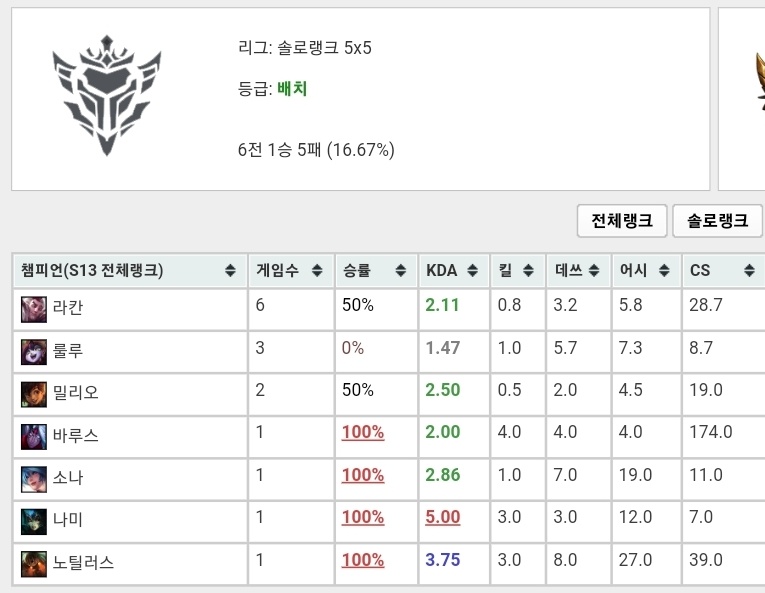 리그: 솔로랭크 5x5
등급: 배치
6전 1승 5패 (16.67%)
전체랭크 솔로랭크
챔피언(S13 전체랭크) 게임수 승률 KDA 킬 데쓰 어시 CS
라칸 6 50% 2.11 0.8 3.2 5.8 28.7
룰루 3 0% 1.47 1.0 5.7 7.3 8.7
밀리오 2 50% 2.50 0.5 2.0 4.5 19.0
바루스 1 100% 2.00 4.0 4.0 4.0 174.0
소나 1 100% 2.86 1.0 7.0 19.0 11.0
나미 1 100% 5.00 3.0 3.0 12.0 7.0
노틸러스 1 100% 3.75 3.0 8.0 27.0 39.0